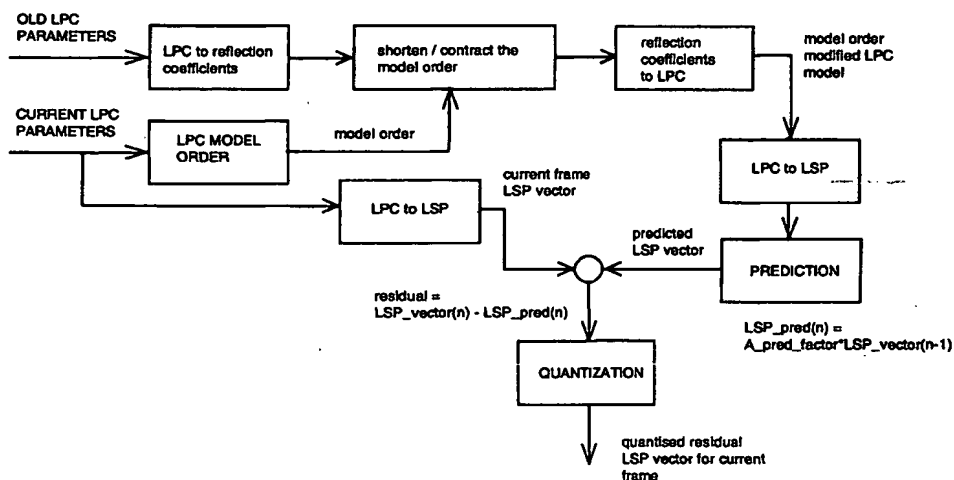 OLD LPC
PARAMETERS
LPC to reflection
coefficients
shorten / contract the
model order
reflection
coefficients
to LPC
model order
modified LPC
model
CURRENT LPC
PARAMETERS
LPC MODEL
ORDER
model order
LPC to LSP
current frame
LSP vector
LPC to LSP
predicted
LSP vector
PREDICTION
residual =
LSP_vector(n) - LSP_pred(n)
LSP_pred(n) =
A_pred_factor*LSP_vector(n-1)
QUANTIZATION
quantised residual
LSP vector for current
frame